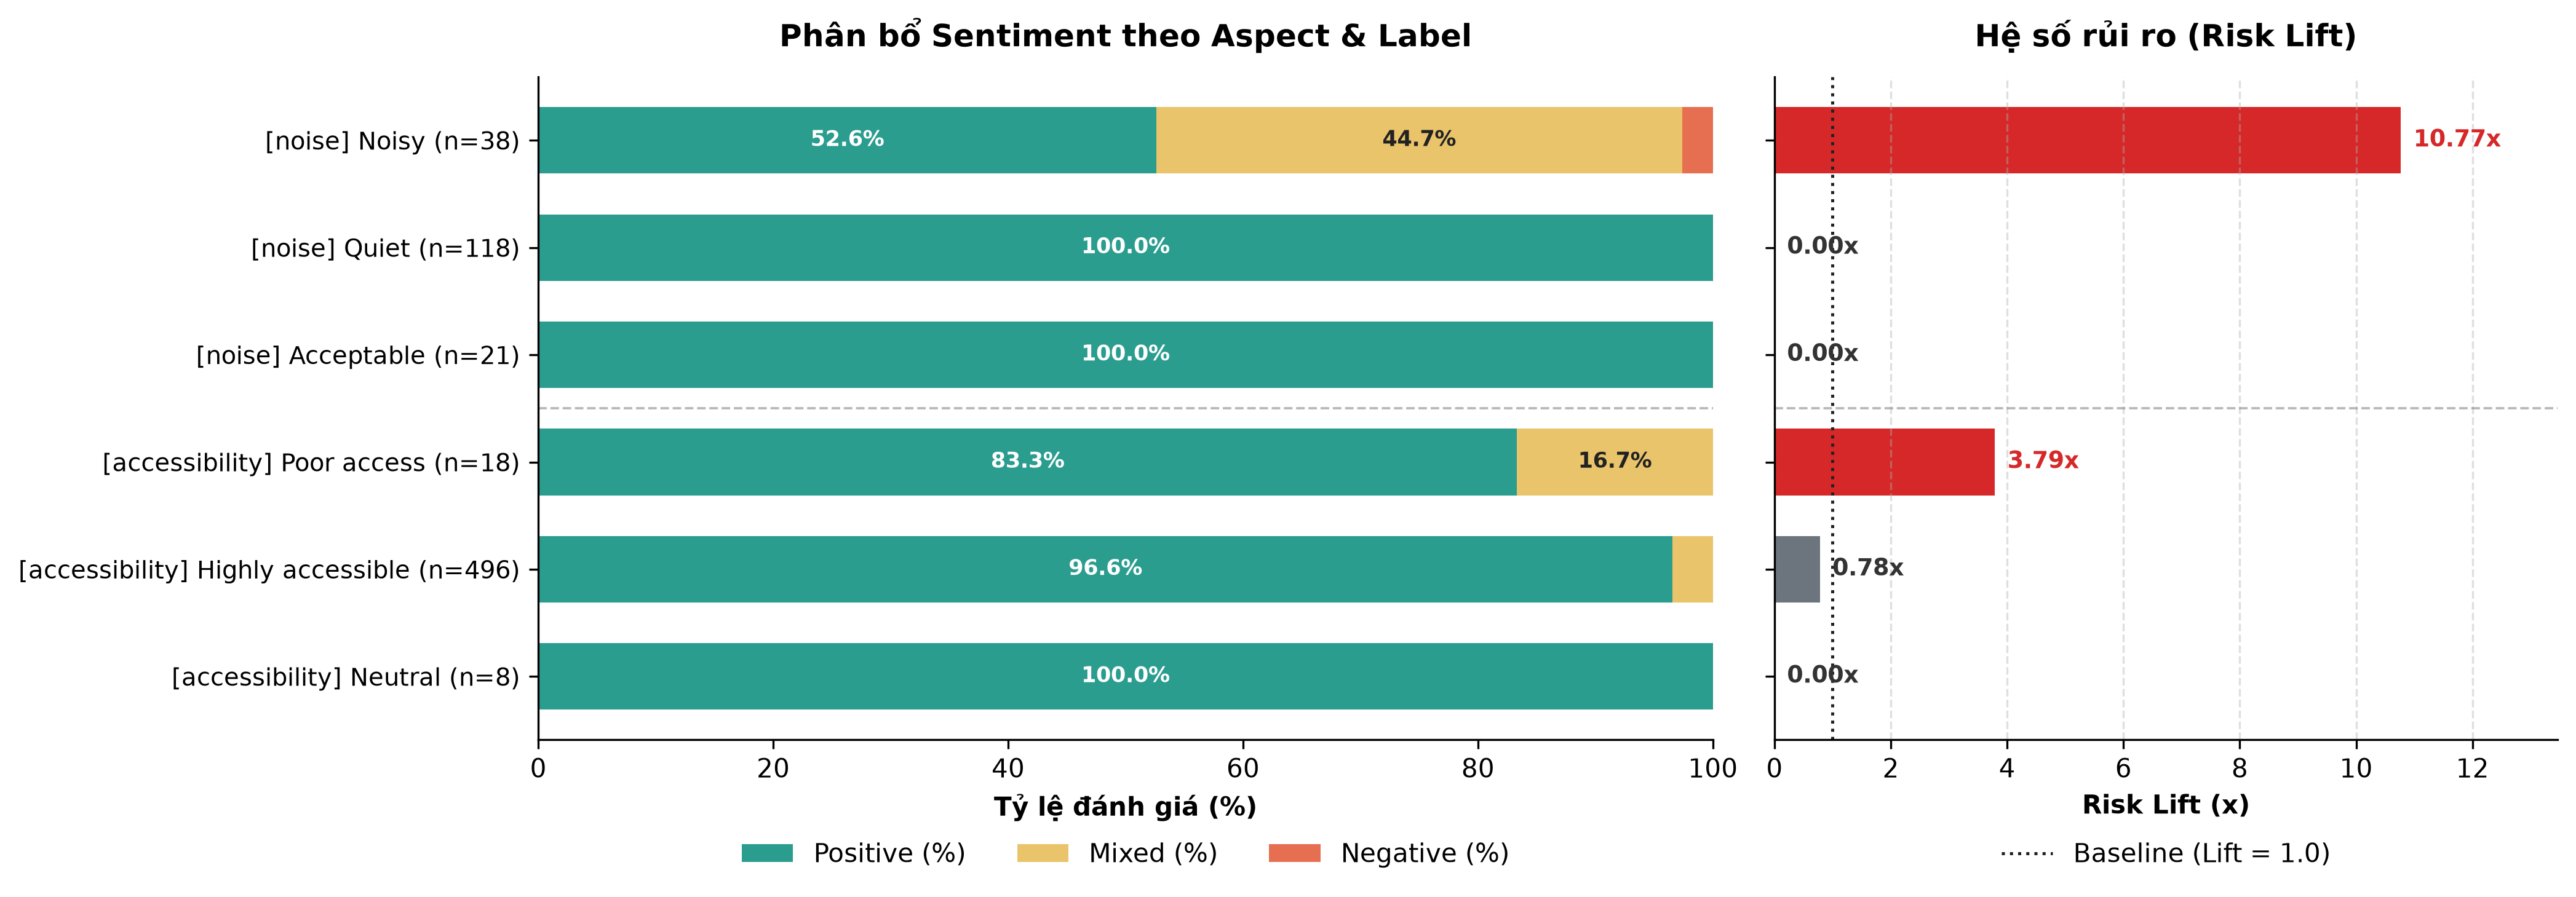 Phân bổ Sentiment theo Aspect & Label
[noise] Noisy (n=38)
52.6%
44.7%
[noise] Quiet (n=118)
100.0%
[noise] Acceptable (n=21)
100.0%
[accessibility] Poor access (n=18)
83.3%
16.7%
[accessibility] Highly accessible (n=496)
96.6%
[accessibility] Neutral (n=8)
100.0%
0 20 40 60 80 100
Tỷ lệ đánh giá (%)
Positive (%) Mixed (%) Negative (%)
Hệ số rủi ro (Risk Lift)
10.77x
0.00x
0.00x
3.79x
0.78x
0.00x
0 2 4 6 8 10 12
Risk Lift (x)
Baseline (Lift = 1.0)